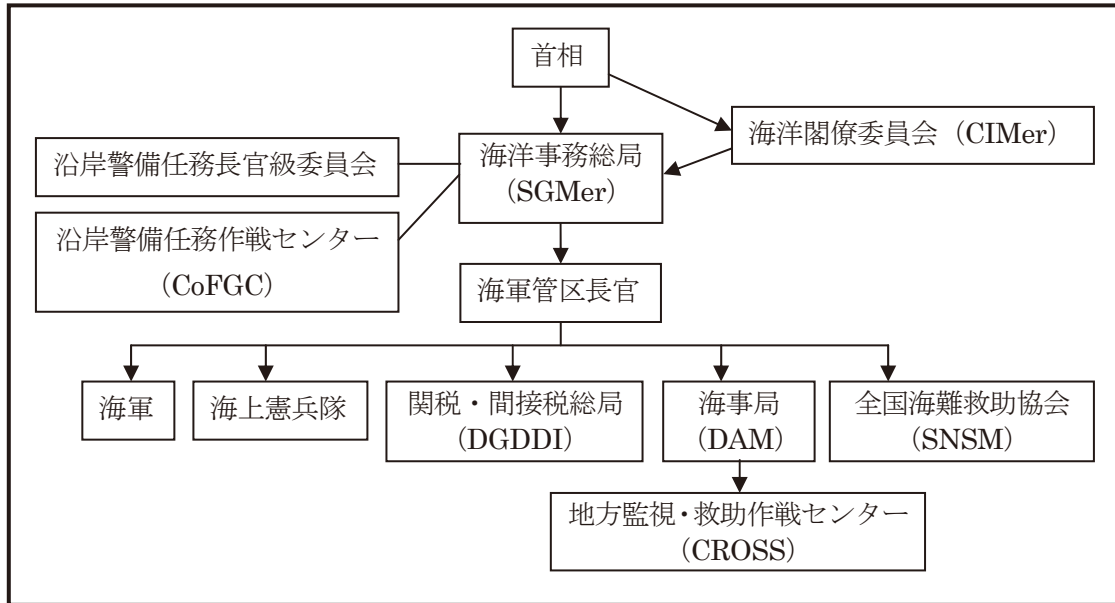 首相
海洋閣僚委員会（CIMer）
沿岸警備任務長官級委員会
海洋事務総局
(SGMer)
沿岸警備任務作戦センター
（CoFGC）
海軍管区長官
海軍
海上憲兵隊
関税・間接税総局
(DGDDI)
海事局
(DAM)
全国海難救助協会
(SNSM)
地方監視・救助作戦センター
(CROSS)